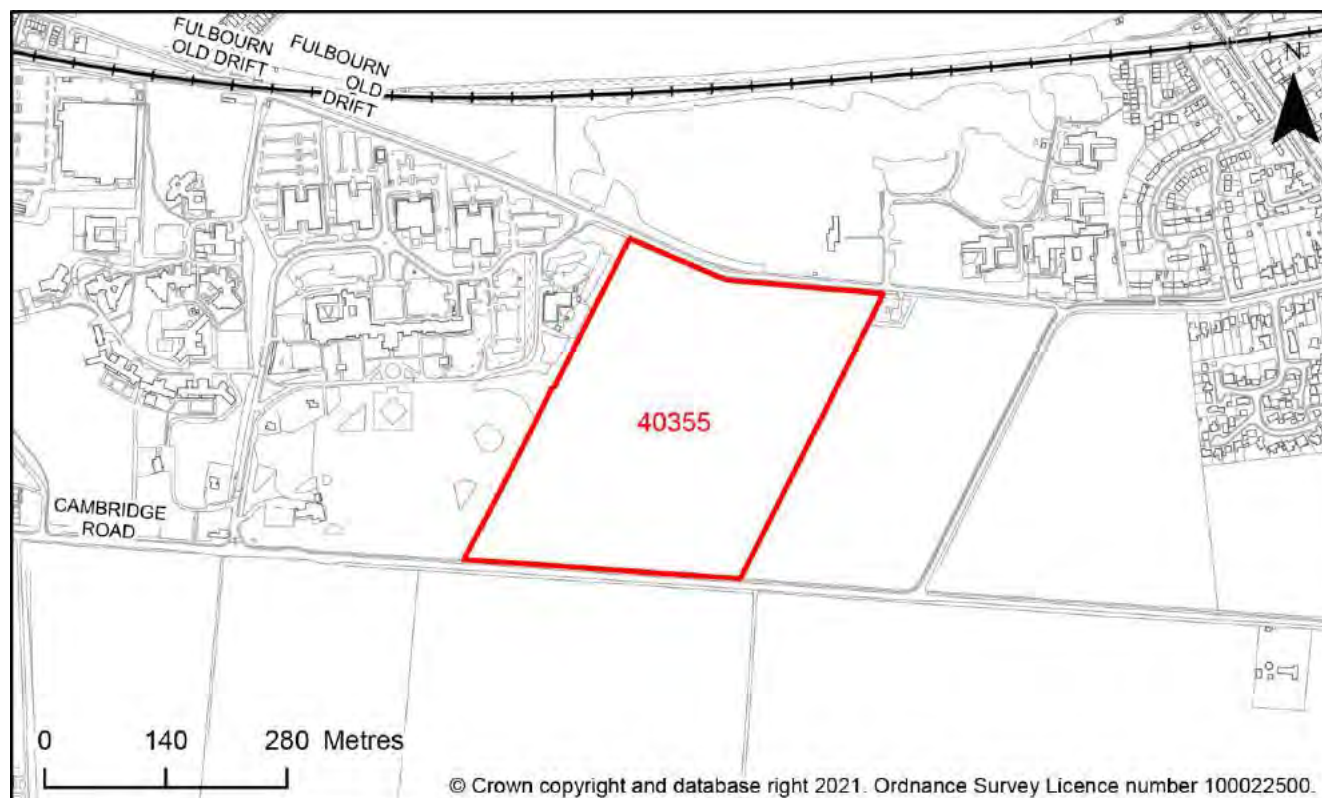 FULBOURN
OLD DRIFT
FULBOURN
OLD
DRIFT
N
40355
CAMBRIDGE
ROAD
0 140 280 Metres
© Crown copyright and database right 2021. Ordnance Survey Licence number 100022500.